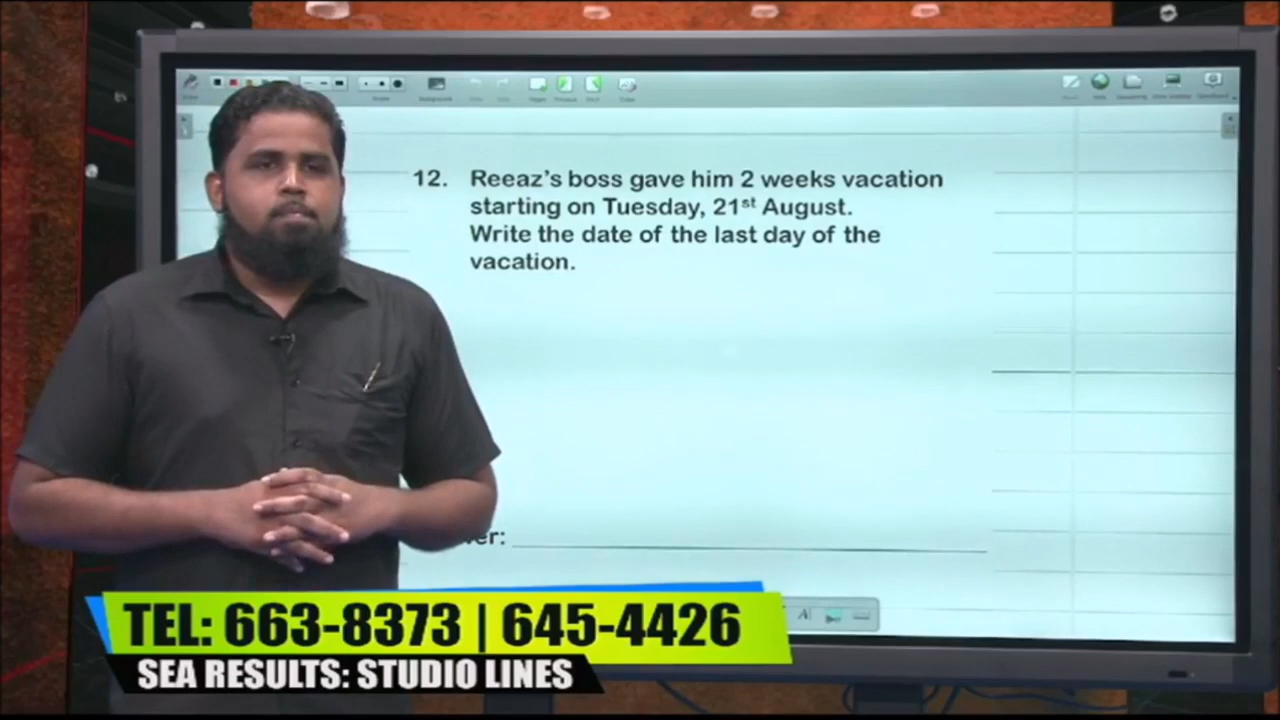 12. Reeaz's boss gave him 2 weeks vacation
starting on Tuesday, 21st August.
Write the date of the last day of the
vacation.
er:
TEL: 663-8373 | 645-4426
SEA RESULTS: STUDIO LINES